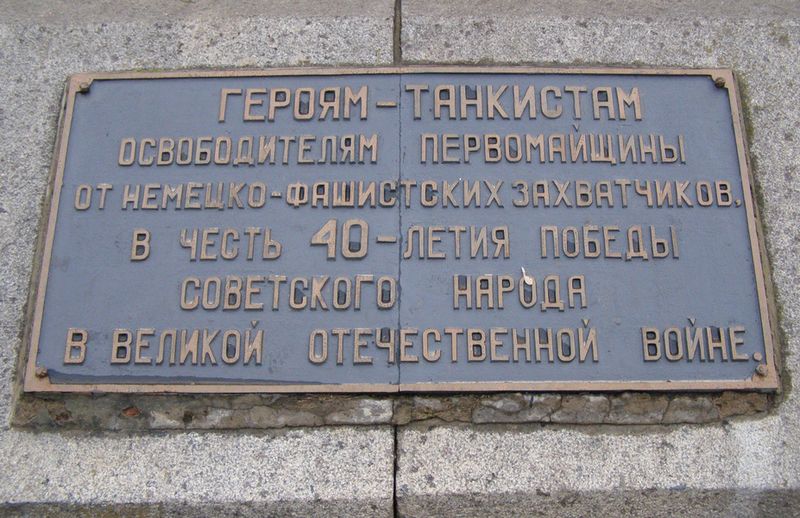 ГЕРОЯМ-ТАНКИСТАМ
ОСВОБОДИТЕЛЯМ ПЕРВОМАЙЩИНЫ
ОТ НЕМЕЦКО-ФАШИСТСКИХ ЗАХВАТЧИКОВ,
В ЧЕСТЬ 40-ЛЕТИЯ ПОБЕДЫ
СОВЕТСКОГО НАРОДА
В ВЕЛИКОЙ ОТЕЧЕСТВЕННОЙ ВОЙНЕ.